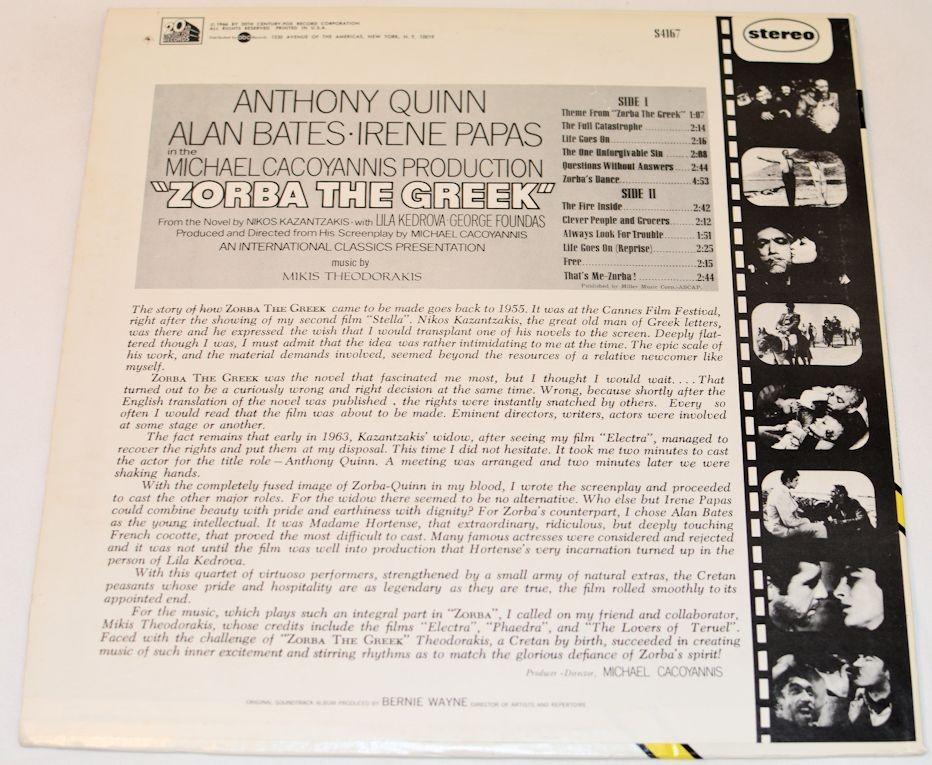 20
© 1966 BY 20TH CENTURY-FOX RECORD CORPORATION
ALL RIGHTS RESERVED PRINTED IN U.S.A.
Distributed by abc Records 1330 AVENUE OF THE AMERICAS, NEW YORK, N. Y. 10019
S4167
stereo
ANTHONY QUINN
ALAN BATES·IRENE PAPAS
in the
MICHAEL CACOYANNIS PRODUCTION
"ZORBA THE GREEK"
From the Novel by NIKOS KAZANTZAKIS·with LILA KEDROVA·GEORGE FOUNDAS
Produced and Directed from His Screenplay by MICHAEL CACOYANNIS
AN INTERNATIONAL CLASSICS PRESENTATION
music by
MIKIS THEODORAKIS
SIDE I
Theme From "Zorba The Greek" 1:07
The Full Catastrophe 2:14
Life Goes On 2:16
The One Unforgivable Sin 2:08
Questions Without Answers 2:44
Zorba's Dance 4:53
SIDE II
The Fire Inside 2:42
Clever People and Grocers 2:12
Always Look For Trouble 1:51
Life Goes On (Reprise) 2:25
Free 2:15
That's Me-Zorba! 2:44
Published by Miller Music Corp.-ASCAP.
The story of how ZORBA THE GREEK came to be made goes back to 1955. It was at the Cannes Film Festival,
right after the showing of my second film "Stella". Nikos Kazantzakis, the great old man of Greek letters,
was there and he expressed the wish that I would transplant one of his novels to the screen. Deeply flat-
tered though I was, I must admit that the idea was rather intimidating to me at the time. The epic scale of
his work, and the material demands involved, seemed beyond the resources of a relative newcomer like
myself.
ZORBA THE GREEK was the novel that fascinated me most, but I thought I would wait. . . . That
turned out to be a curiously wrong and right decision at the same time. Wrong, because shortly after the
English translation of the novel was published , the rights were instantly snatched by others. Every so
often I would read that the film was about to be made. Eminent directors, writers, actors were involved
at some stage or another.
The fact remains that early in 1963, Kazantzakis' widow, after seeing my film "Electra", managed to
recover the rights and put them at my disposal. This time I did not hesitate. It took me two minutes to cast
the actor for the title role – Anthony Quinn. A meeting was arranged and two minutes later we were
shaking hands.
With the completely fused image of Zorba-Quinn in my blood, I wrote the screenplay and proceeded
to cast the other major roles. For the widow there seemed to be no alternative. Who else but Irene Papas
could combine beauty with pride and earthiness with dignity? For Zorba's counterpart, I chose Alan Bates
as the young intellectual. It was Madame Hortense, that extraordinary, ridiculous, but deeply touching
French cocotte, that proved the most difficult to cast. Many famous actresses were considered and rejected
and it was not until the film was well into production that Hortense's very incarnation turned up in the
person of Lila Kedrova.
With this quartet of virtuoso performers, strengthened by a small army of natural extras, the Cretan
peasants whose pride and hospitality are as legendary as they are true, the film rolled smoothly to its
appointed end.
For the music, which plays such an integral part in "ZORBA", I called on my friend and collaborator,
Mikis Theodorakis, whose credits include the films "Electra", "Phaedra", and "The Lovers of Teruel".
Faced with the challenge of "ZORBA THE GREEK" Theodorakis, a Cretan by birth, succeeded in creating
music of such inner excitement and stirring rhythms as to match the glorious defiance of Zorba's spirit!
Producer -Director, MICHAEL CACOYANNIS
ORIGINAL SOUNDTRACK ALBUM PRODUCED BY BERNIE WAYNE DIRECTOR OF ARTISTS AND REPERTOIRE